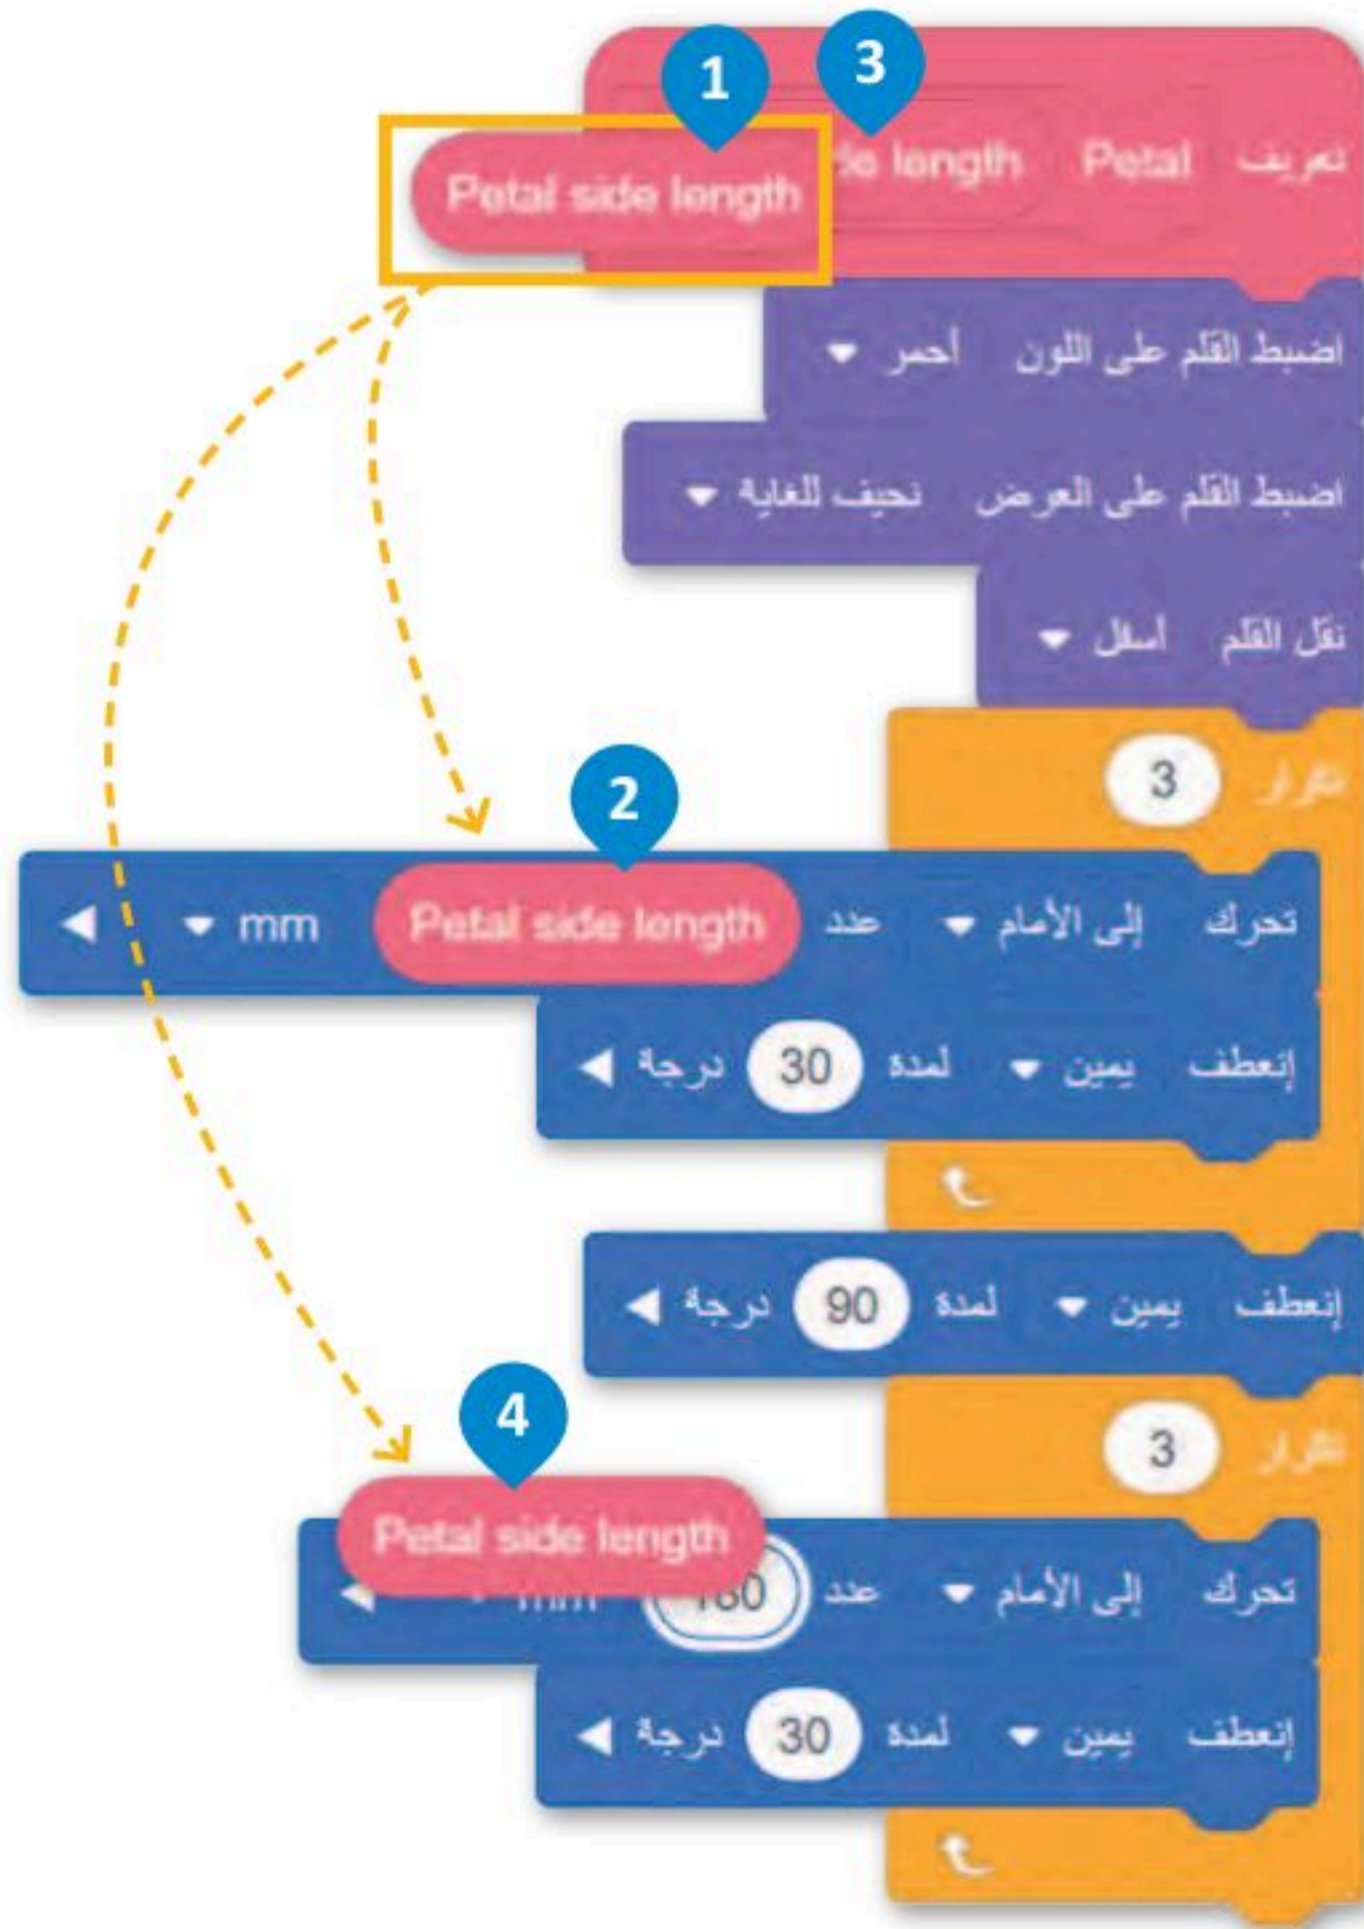 1
3
تعريف Petal de length
Petal side length
اضبط القلم على اللون أحمر
اضبط القلم على العرض نحيف للغاية
نقل القلم أسفل
تكرار 3
2
تحرك إلى الأمام عدد Petal side length mm
إنعطف يمين لمدة 30 درجة
إنعطف يمين لمدة 90 درجة
تكرار 3
4
Petal side length
تحرك إلى الأمام عدد 180 mm
إنعطف يمين لمدة 30 درجة